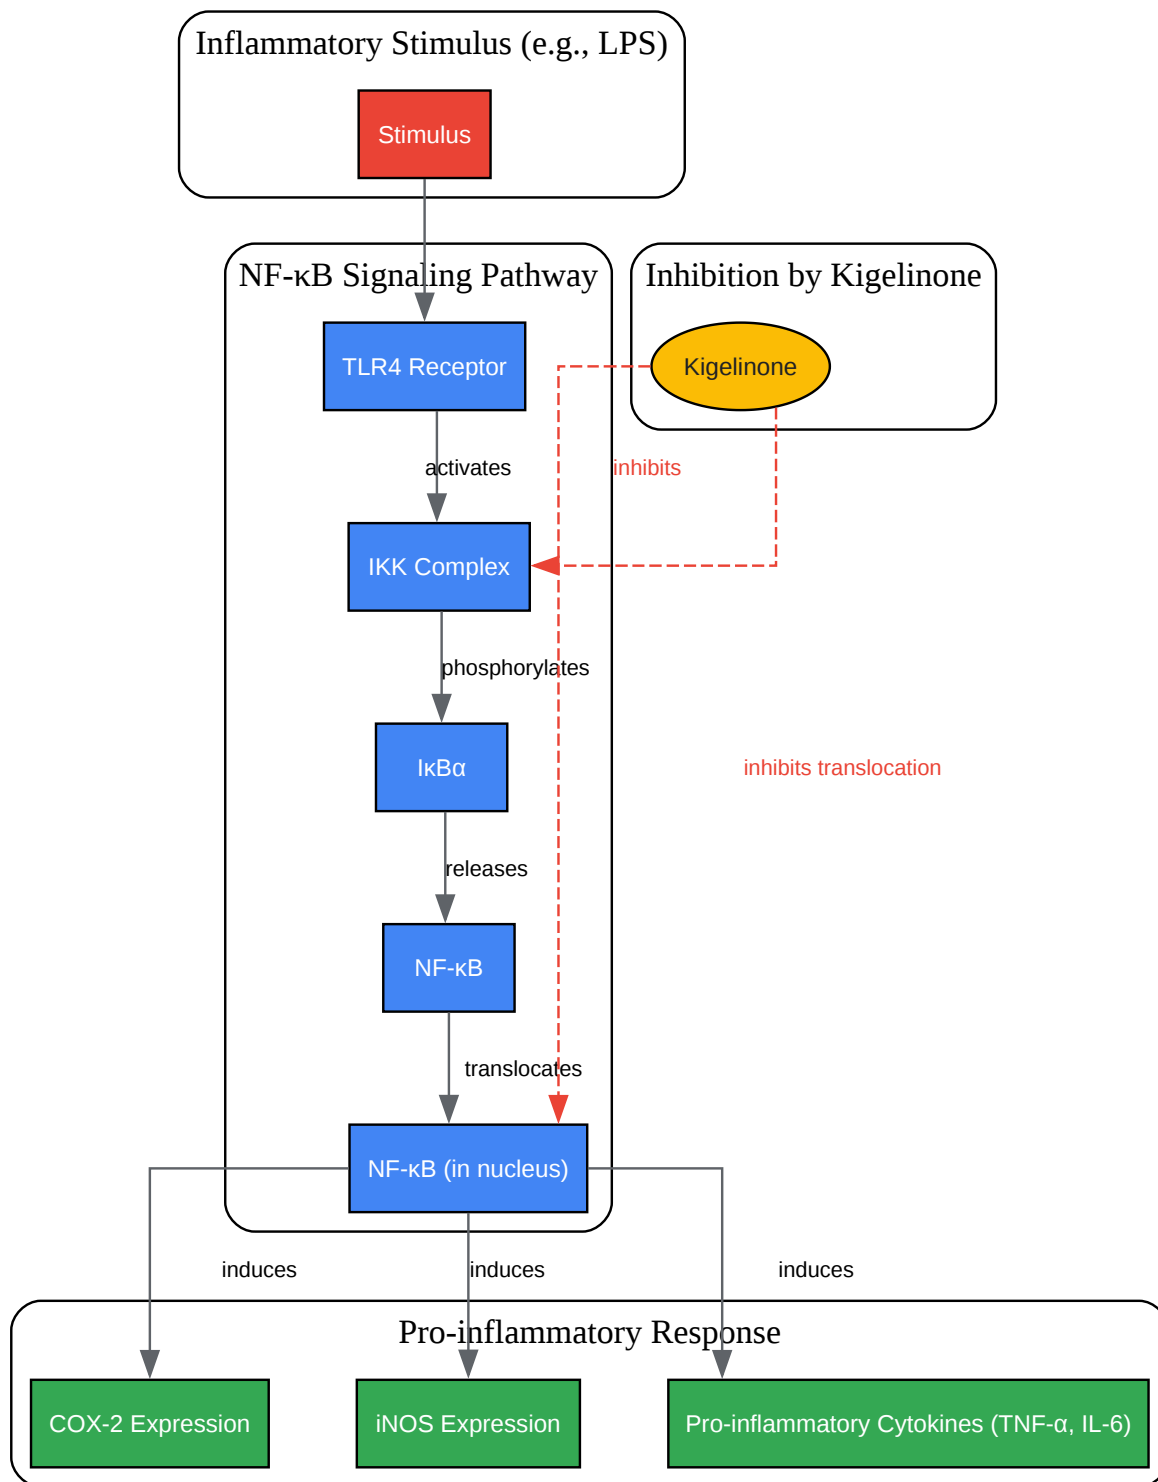 Inflammatory Stimulus (e.g., LPS)
Stimulus
NF-κB Signaling Pathway
Inhibition by Kigelinone
TLR4 Receptor
Kigelinone
activates
inhibits
IKK Complex
phosphorylates
IκBα
inhibits translocation
releases
NF-κB
translocates
NF-κB (in nucleus)
induces
induces
induces
Pro-inflammatory Response
COX-2 Expression
iNOS Expression
Pro-inflammatory Cytokines (TNF-α, IL-6)